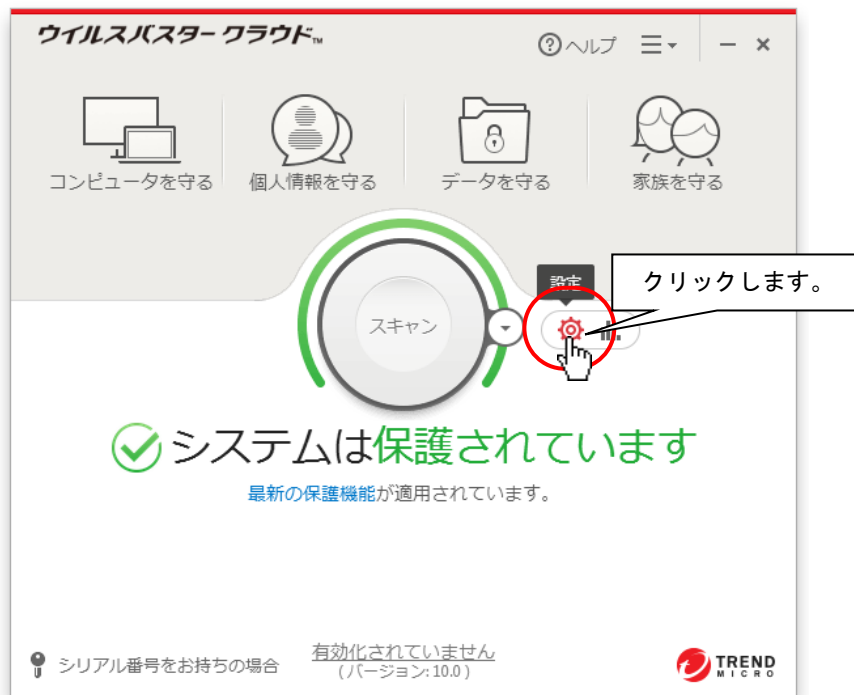 ウイルスバスター クラウド™
?ヘルプ
コンピュータを守る
個人情報を守る
データを守る
家族を守る
設定
クリックします。
スキャン
システムは保護されています
最新の保護機能が適用されています。
シリアル番号をお持ちの場合
有効化されていません
(バージョン:10.0)
TREND
MICRO